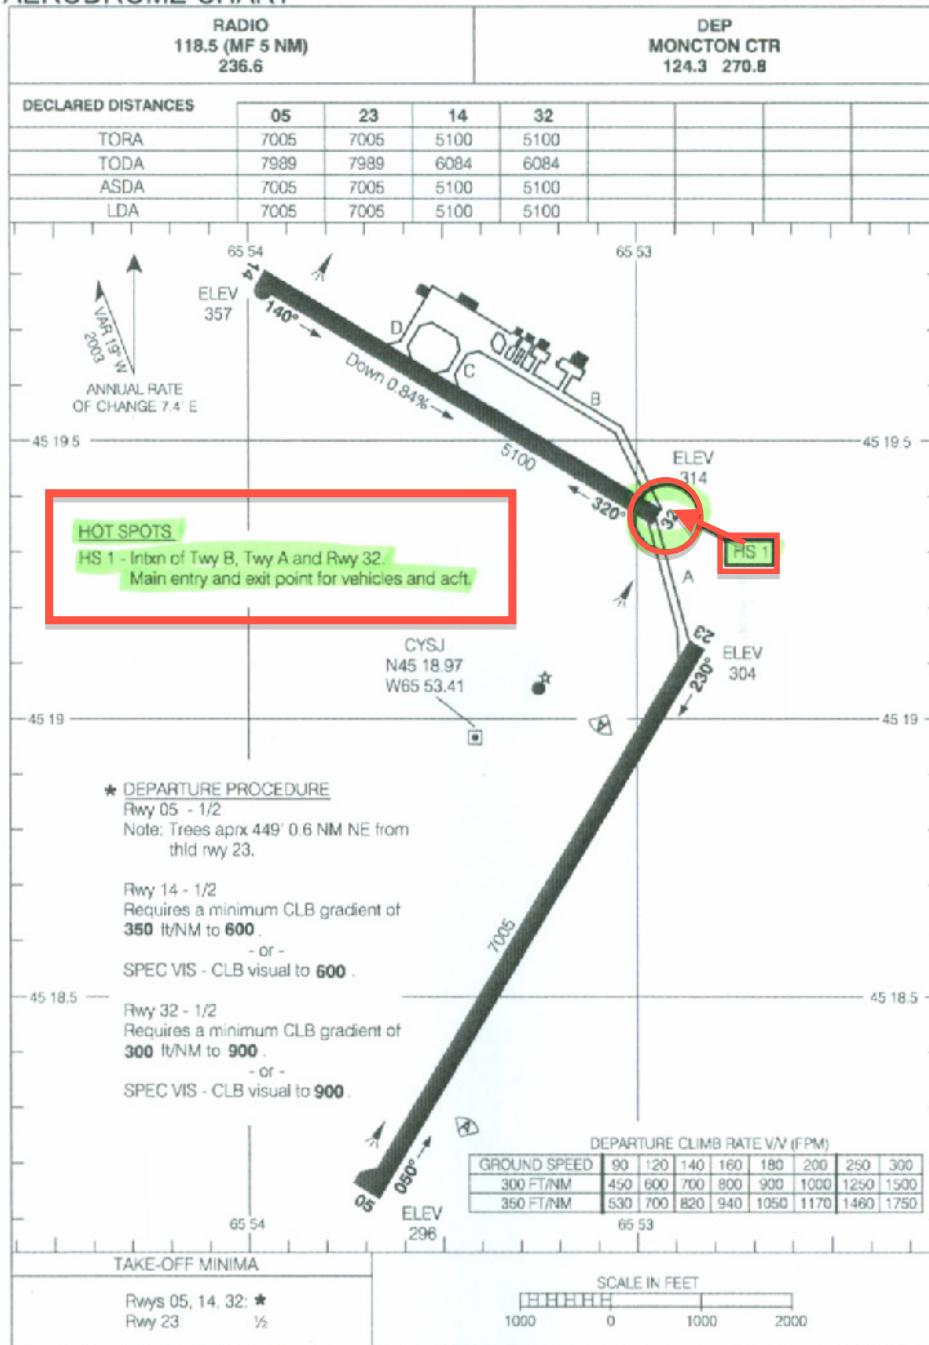 AERODROME CHART
RADIO
118.5 (MF 5 NM)
236.6
DEP
MONCTON CTR
124.3 270.8
DECLARED DISTANCES 05 23 14 32
TORA 7005 7005 5100 5100
TODA 7989 7989 6084 6084
ASDA 7005 7005 5100 5100
LDA 7005 7005 5100 5100
65 54
65 53
14
ELEV
357
140°
VAR 19° W
2003
ANNUAL RATE
OF CHANGE 7.4' E
D
C
B
Down 0.84%
5100
45 19.5
45 19.5
ELEV
314
320°
32
HS 1
HOT SPOTS
HS 1 - Intxn of Twy B, Twy A and Rwy 32.
Main entry and exit point for vehicles and acft.
A
CYSJ
N45 18.97
W65 53.41
23
ELEV
304
230°
45 19
45 19
A
* DEPARTURE PROCEDURE
Rwy 05 - 1/2
Note: Trees aprx 449' 0.6 NM NE from
thld rwy 23.
Rwy 14 - 1/2
Requires a minimum CLB gradient of
350 ft/NM to 600 .
- or -
SPEC VIS - CLB visual to 600 .
7005
45 18.5
45 18.5
Rwy 32 - 1/2
Requires a minimum CLB gradient of
300 ft/NM to 900 .
- or -
SPEC VIS - CLB visual to 900 .
A
050°
05
ELEV
296
DEPARTURE CLIMB RATE V/V (FPM)
GROUND SPEED 90 120 140 160 180 200 250 300
300 FT/NM 450 600 700 800 900 1000 1250 1500
350 FT/NM 530 700 820 940 1050 1170 1460 1750
65 54
65 53
TAKE-OFF MINIMA
Rwys 05, 14, 32: *
Rwy 23 ½
SCALE IN FEET
1000 0 1000 2000